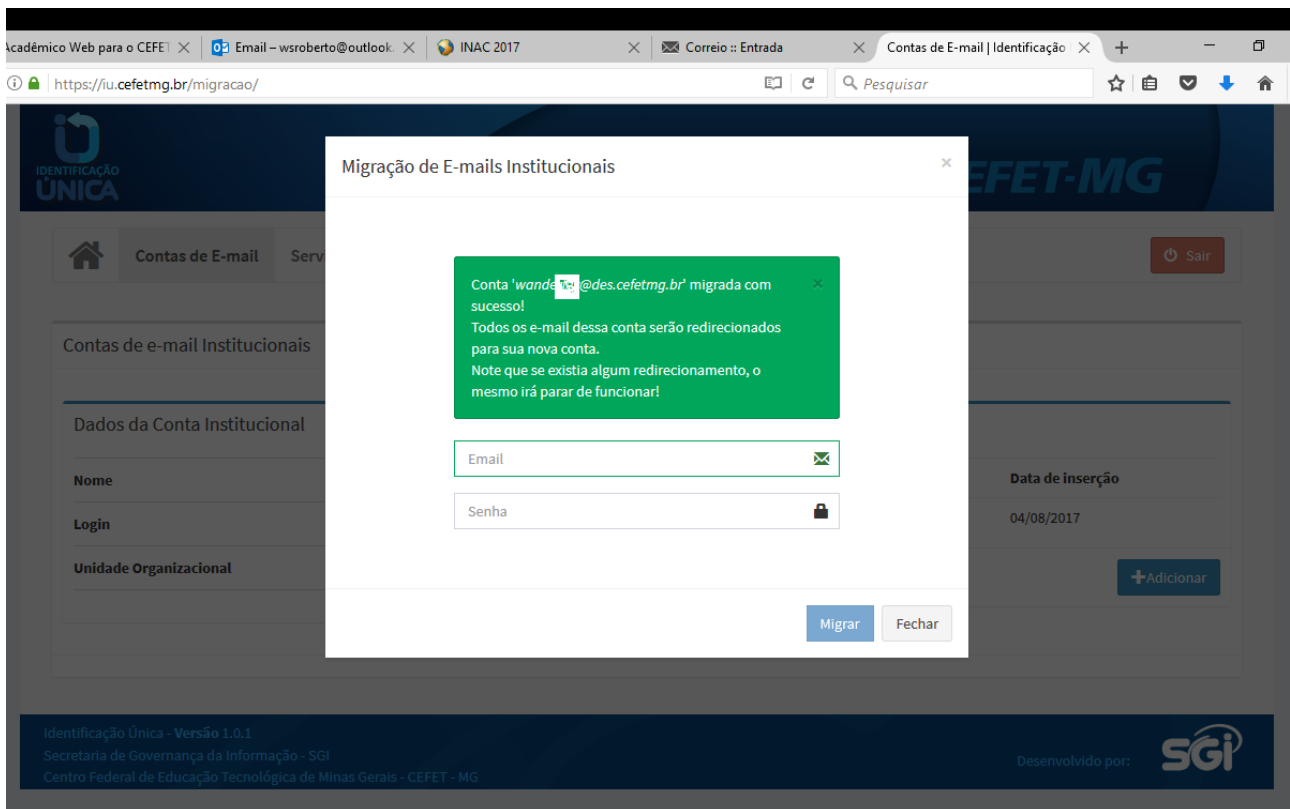 Acadêmico Web para o CEFET
Email – wsroberto@outlook.
INAC 2017
Correio :: Entrada
Contas de E-mail | Identificação
https://iu.cefetmg.br/migracao/
Pesquisar
IDENTIFICAÇÃO
ÚNICA
CEFET-MG
Contas de E-mail
Serv
Sair
Migração de E-mails Institucionais
Conta 'wande @des.cefetmg.br' migrada com
sucesso!
Todos os e-mail dessa conta serão redirecionados
para sua nova conta.
Note que se existia algum redirecionamento, o
mesmo irá parar de funcionar!
Email
Senha
Migrar
Fechar
Contas de e-mail Institucionais
Dados da Conta Institucional
Nome
Login
Unidade Organizacional
Data de inserção
04/08/2017
Adicionar
Identificação Única - Versão 1.0.1
Secretaria de Governança da Informação - SGI
Centro Federal de Educação Tecnológica de Minas Gerais - CEFET - MG
Desenvolvido por:
SGi